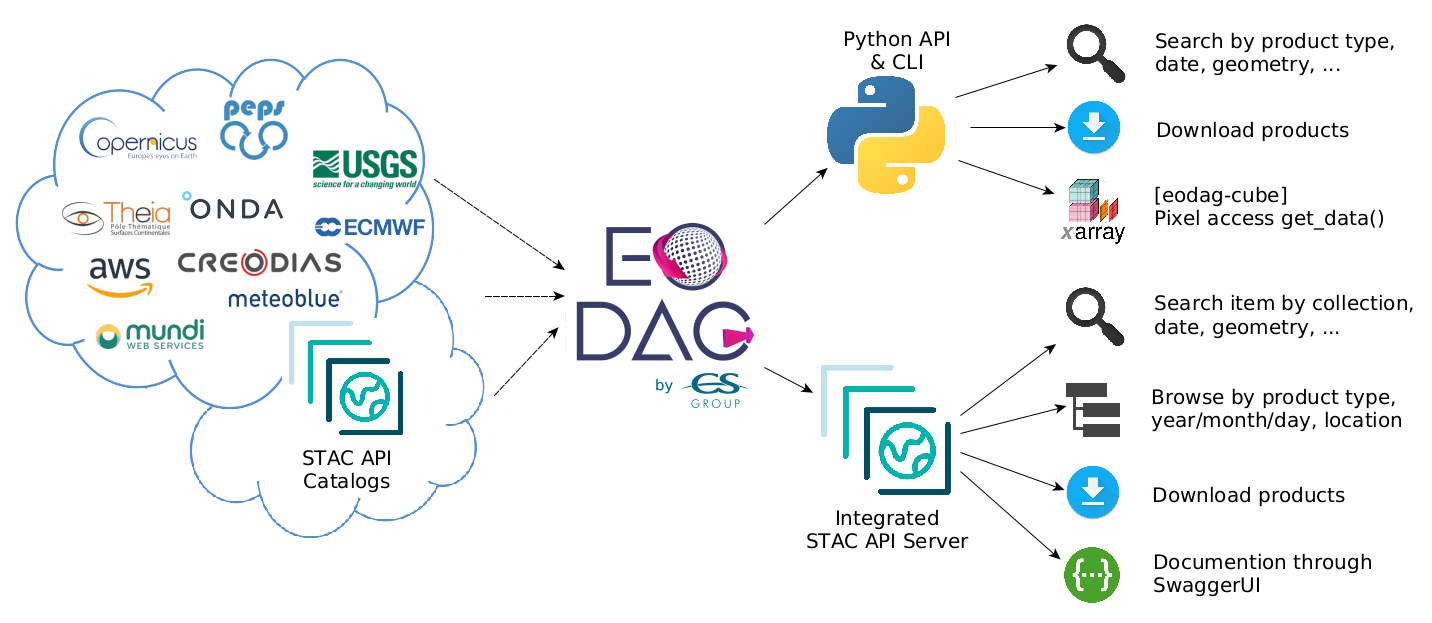 Copernicus
Europe's eyes on Earth
peps
USGS
science for a changing world
Theia
Pôle Thématique
Surfaces Continentales
ONDA
ECMWF
aws
CREODIAS
meteoblue®
mundi
WEB SERVICES
STAC API
Catalogs
EO
DAG
by CS
GROUP
Python API
& CLI
Search by product type,
date, geometry, ...
Download products
[eodag-cube]
Pixel access get_data()
xarray
Integrated
STAC API Server
Search item by collection,
date, geometry, ...
Browse by product type,
year/month/day, location
Download products
{...}
Documention through
SwaggerUI